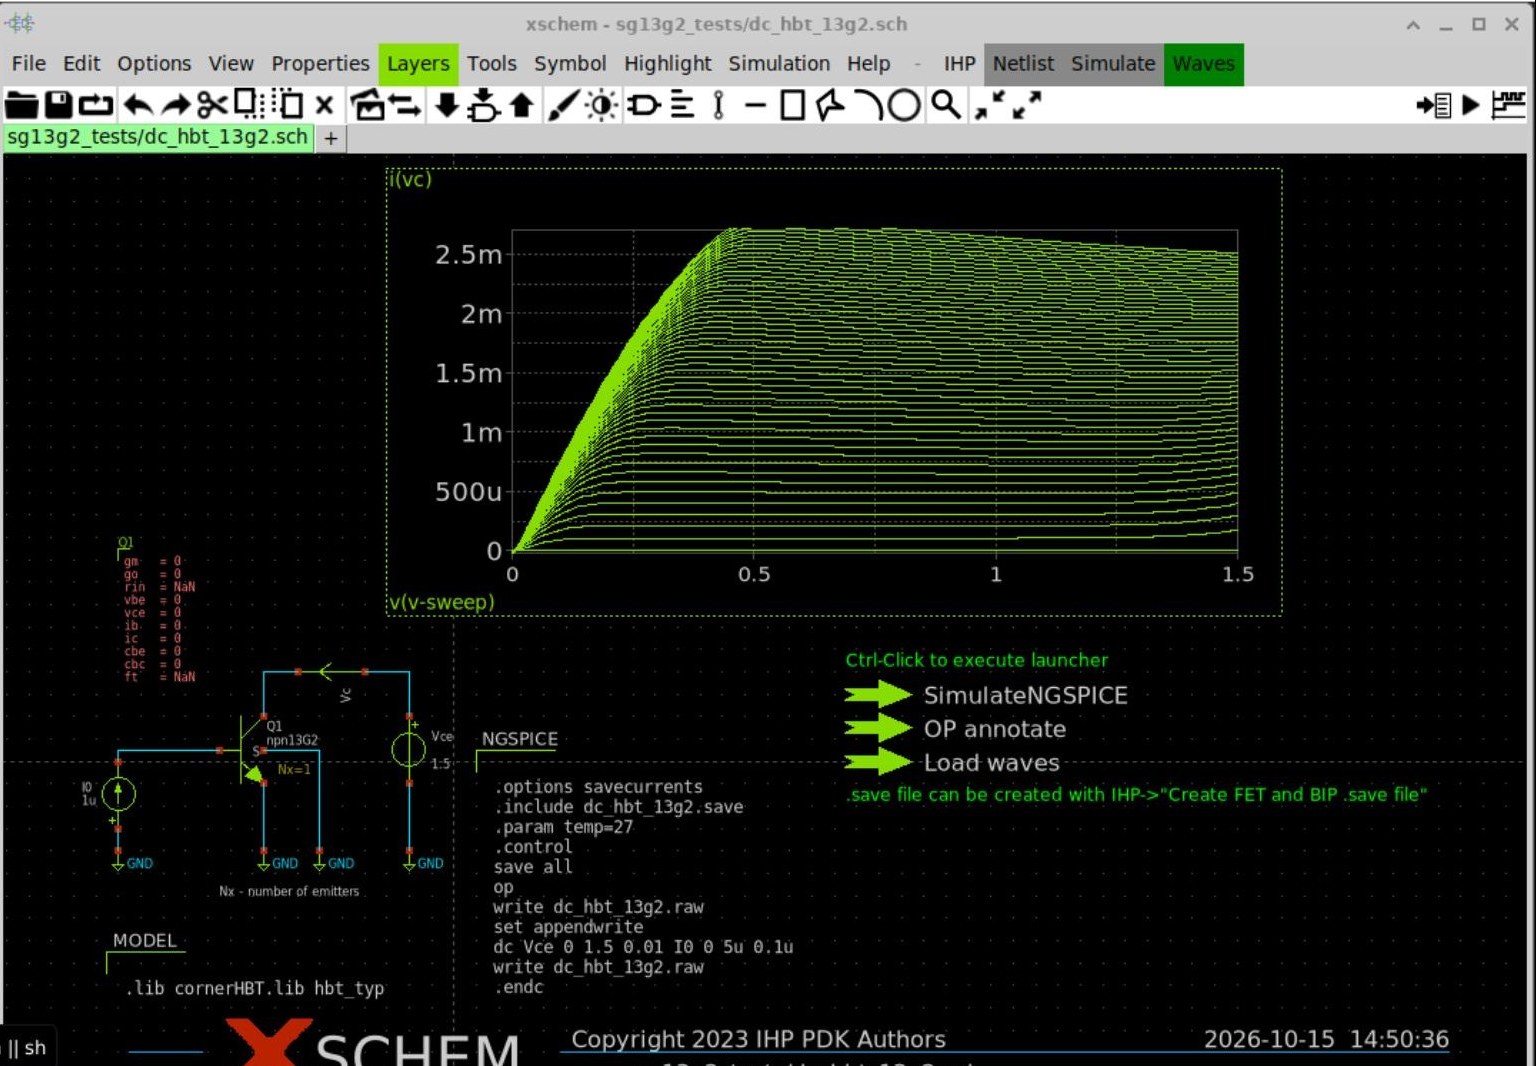 xschem - sg13g2_tests/dc_hbt_13g2.sch
File Edit Options View Properties Layers Tools Symbol Highlight Simulation Help - IHP Netlist Simulate Waves
sg13g2_tests/dc_hbt_13g2.sch +
i(vc)
2.5m
2m
1.5m
1m
500u
0
0 0.5 1 1.5
v(v-sweep)
Q1
gm = 0
go = 0
rin = NaN
vbe = 0
vce = 0
ib = 0
ic = 0
cbe = 0
cbc = 0
ft = NaN
Vc
Q1
npn13G2
S
Nx=1
I0
1u
+
+
Vce
1.5
GND GND GND GND
Nx - number of emitters
MODEL
.lib cornerHBT.lib hbt_typ
NGSPICE
.options savecurrents
.include dc_hbt_13g2.save
.param temp=27
.control
save all
op
write dc_hbt_13g2.raw
set appendwrite
dc Vce 0 1.5 0.01 I0 0 5u 0.1u
write dc_hbt_13g2.raw
.endc
Ctrl-Click to execute launcher
SimulateNGSPICE
OP annotate
Load waves
.save file can be created with IHP->"Create FET and BIP .save file"
|| sh
XSCHEM
Copyright 2023 IHP PDK Authors
2026-10-15 14:50:36